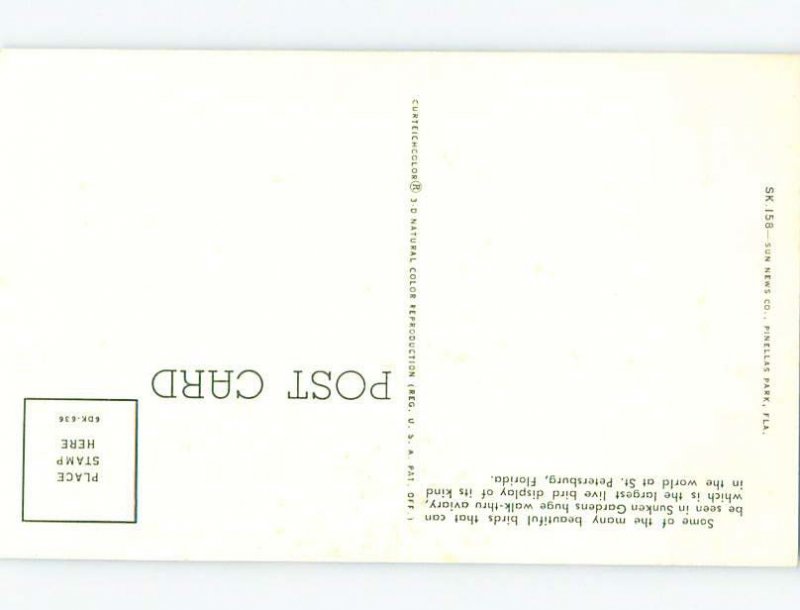 Some of the many beautiful birds that can
be seen in Sunken Gardens huge walk-thru aviary,
which is the largest live bird display of its kind
in the world at St. Petersburg, Florida.
SK.158—SUN NEWS CO., PINELLAS PARK, FLA.
CURTEICHCOLOR® 3-D NATURAL COLOR REPRODUCTION (REG. U. S. A. PAT. OFF.)
POST CARD
PLACE
STAMP
HERE
6DK-636